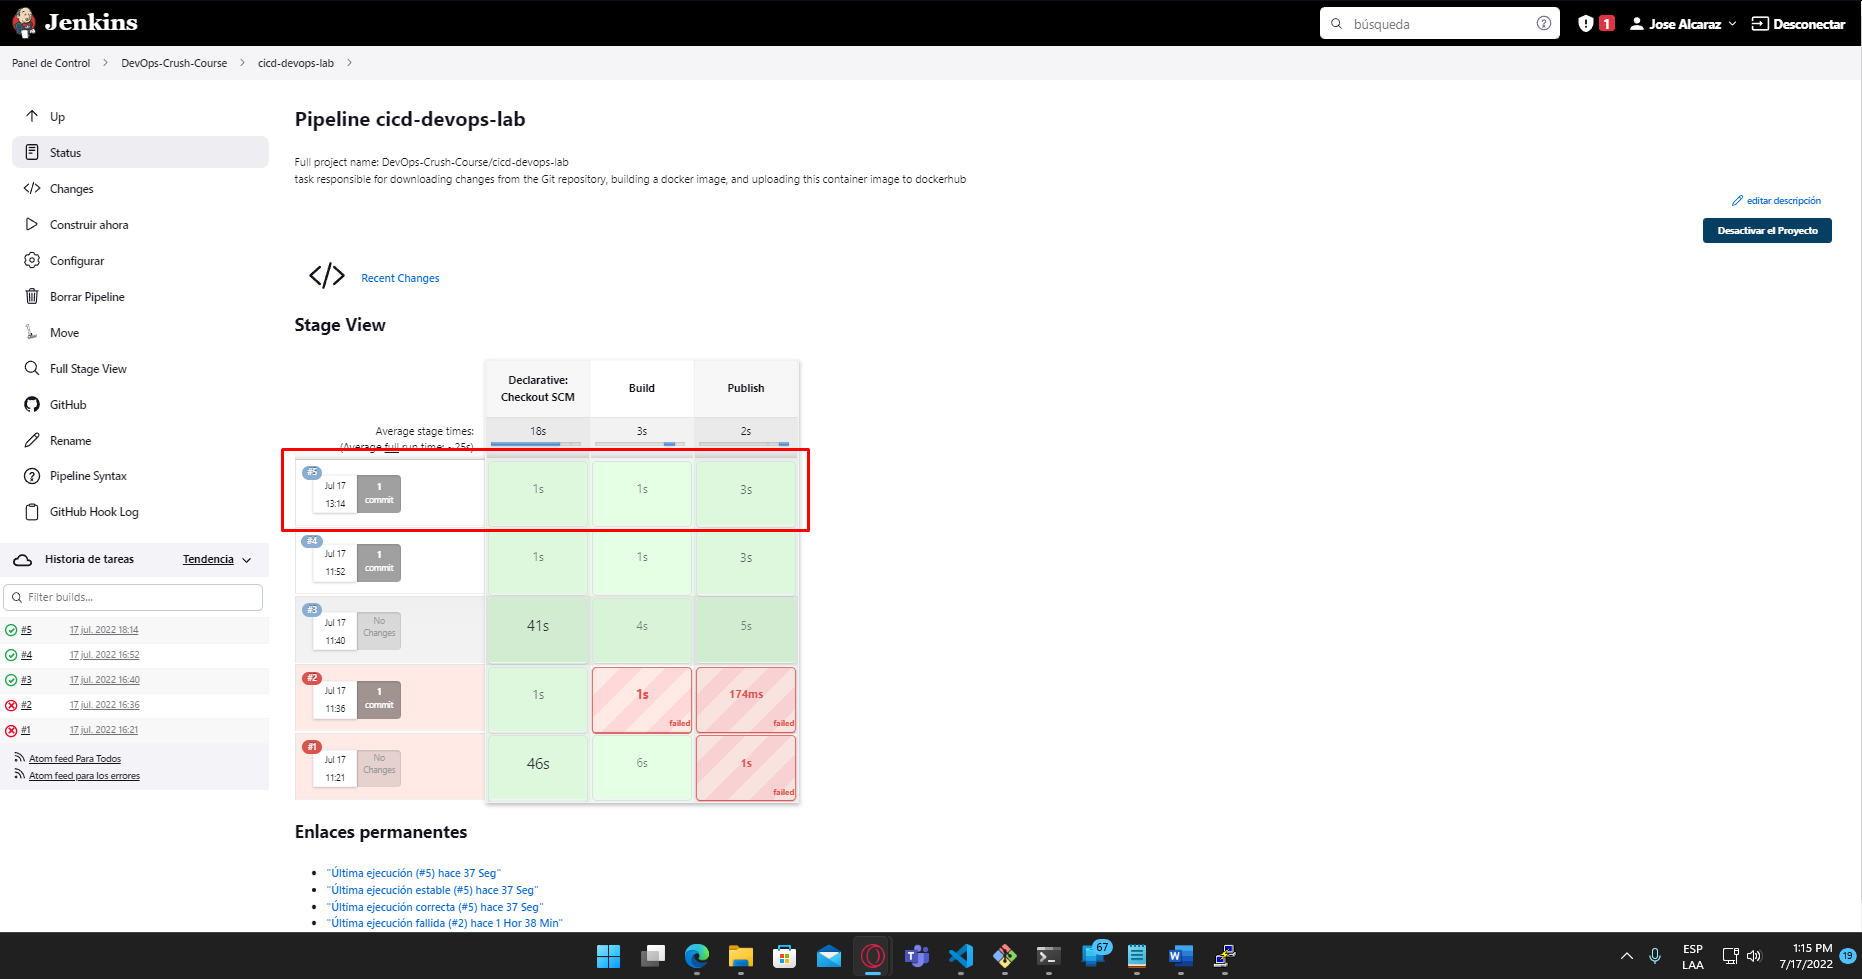 Jenkins
búsqueda
1
Jose Alcaraz
Desconectar
Panel de Control
DevOps-Crush-Course
cicd-devops-lab
Up
Status
Changes
Construir ahora
Configurar
Borrar Pipeline
Move
Full Stage View
GitHub
Rename
Pipeline Syntax
GitHub Hook Log
Historia de tareas
Tendencia
Filter builds...
#5 17 jul. 2022 18:14
#4 17 jul. 2022 16:52
#3 17 jul. 2022 16:40
#2 17 jul. 2022 16:36
#1 17 jul. 2022 16:21
Atom feed Para Todos
Atom feed para los errores
Pipeline cicd-devops-lab
Full project name: DevOps-Crush-Course/cicd-devops-lab
task responsible for downloading changes from the Git repository, building a docker image, and uploading this container image to dockerhub
editar descripción
Desactivar el Proyecto
Recent Changes
Stage View
Declarative:
Checkout SCM
Build
Publish
Average stage times:
(Average full run time: ~25s)
18s
3s
2s
#5
Jul 17
13:14
1
commit
1s
1s
3s
#4
Jul 17
11:52
1
commit
1s
1s
3s
#3
Jul 17
11:40
No
Changes
41s
4s
5s
#2
Jul 17
11:36
1
commit
1s
1s
failed
174ms
failed
#1
Jul 17
11:21
No
Changes
46s
6s
1s
failed
Enlaces permanentes
"Última ejecución (#5) hace 37 Seg"
"Última ejecución estable (#5) hace 37 Seg"
"Última ejecución correcta (#5) hace 37 Seg"
"Última ejecución fallida (#2) hace 1 Hor 38 Min"
67
ESP
LAA
1:15 PM
7/17/2022
19